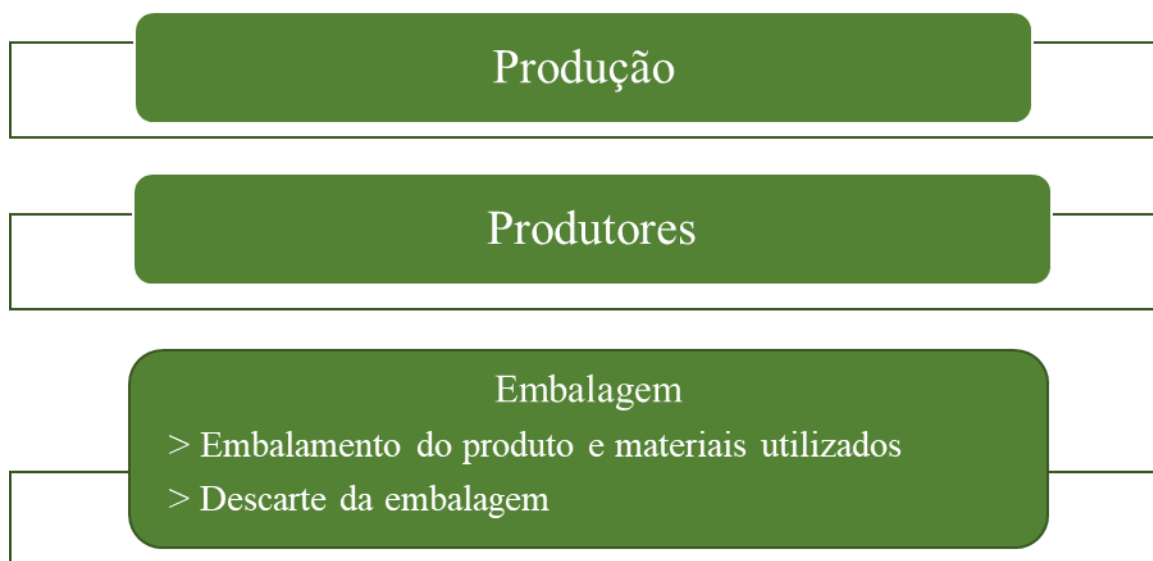 Produção
Produtores
Embalagem
> Embalamento do produto e materiais utilizados
> Descarte da embalagem